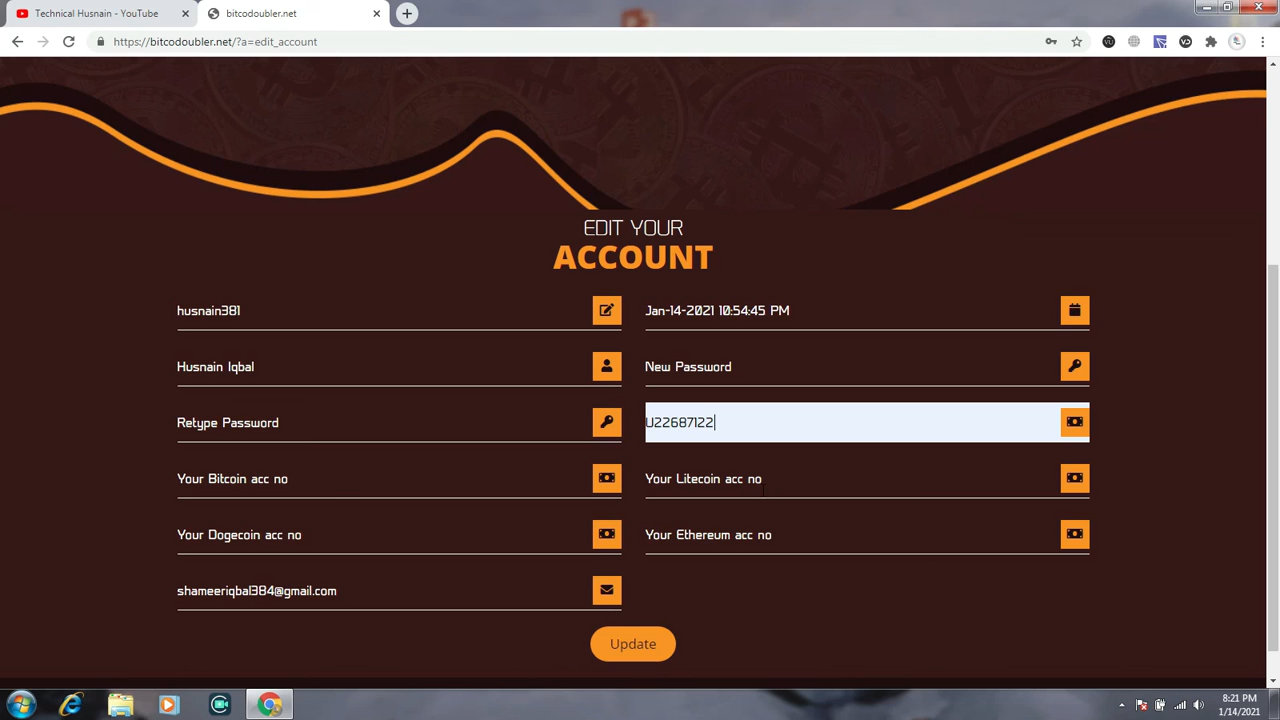 Technical Husnain - YouTube
bitcodoubler.net
https://bitcodoubler.net/?a=edit_account
EDIT YOUR
ACCOUNT
husnain381
Jan-14-2021 10:54:45 PM
Husnain Iqbal
New Password
Retype Password
U22687122
Your Bitcoin acc no
Your Litecoin acc no
Your Dogecoin acc no
Your Ethereum acc no
shameeriqbal384@gmail.com
Update
8:21 PM
1/14/2021